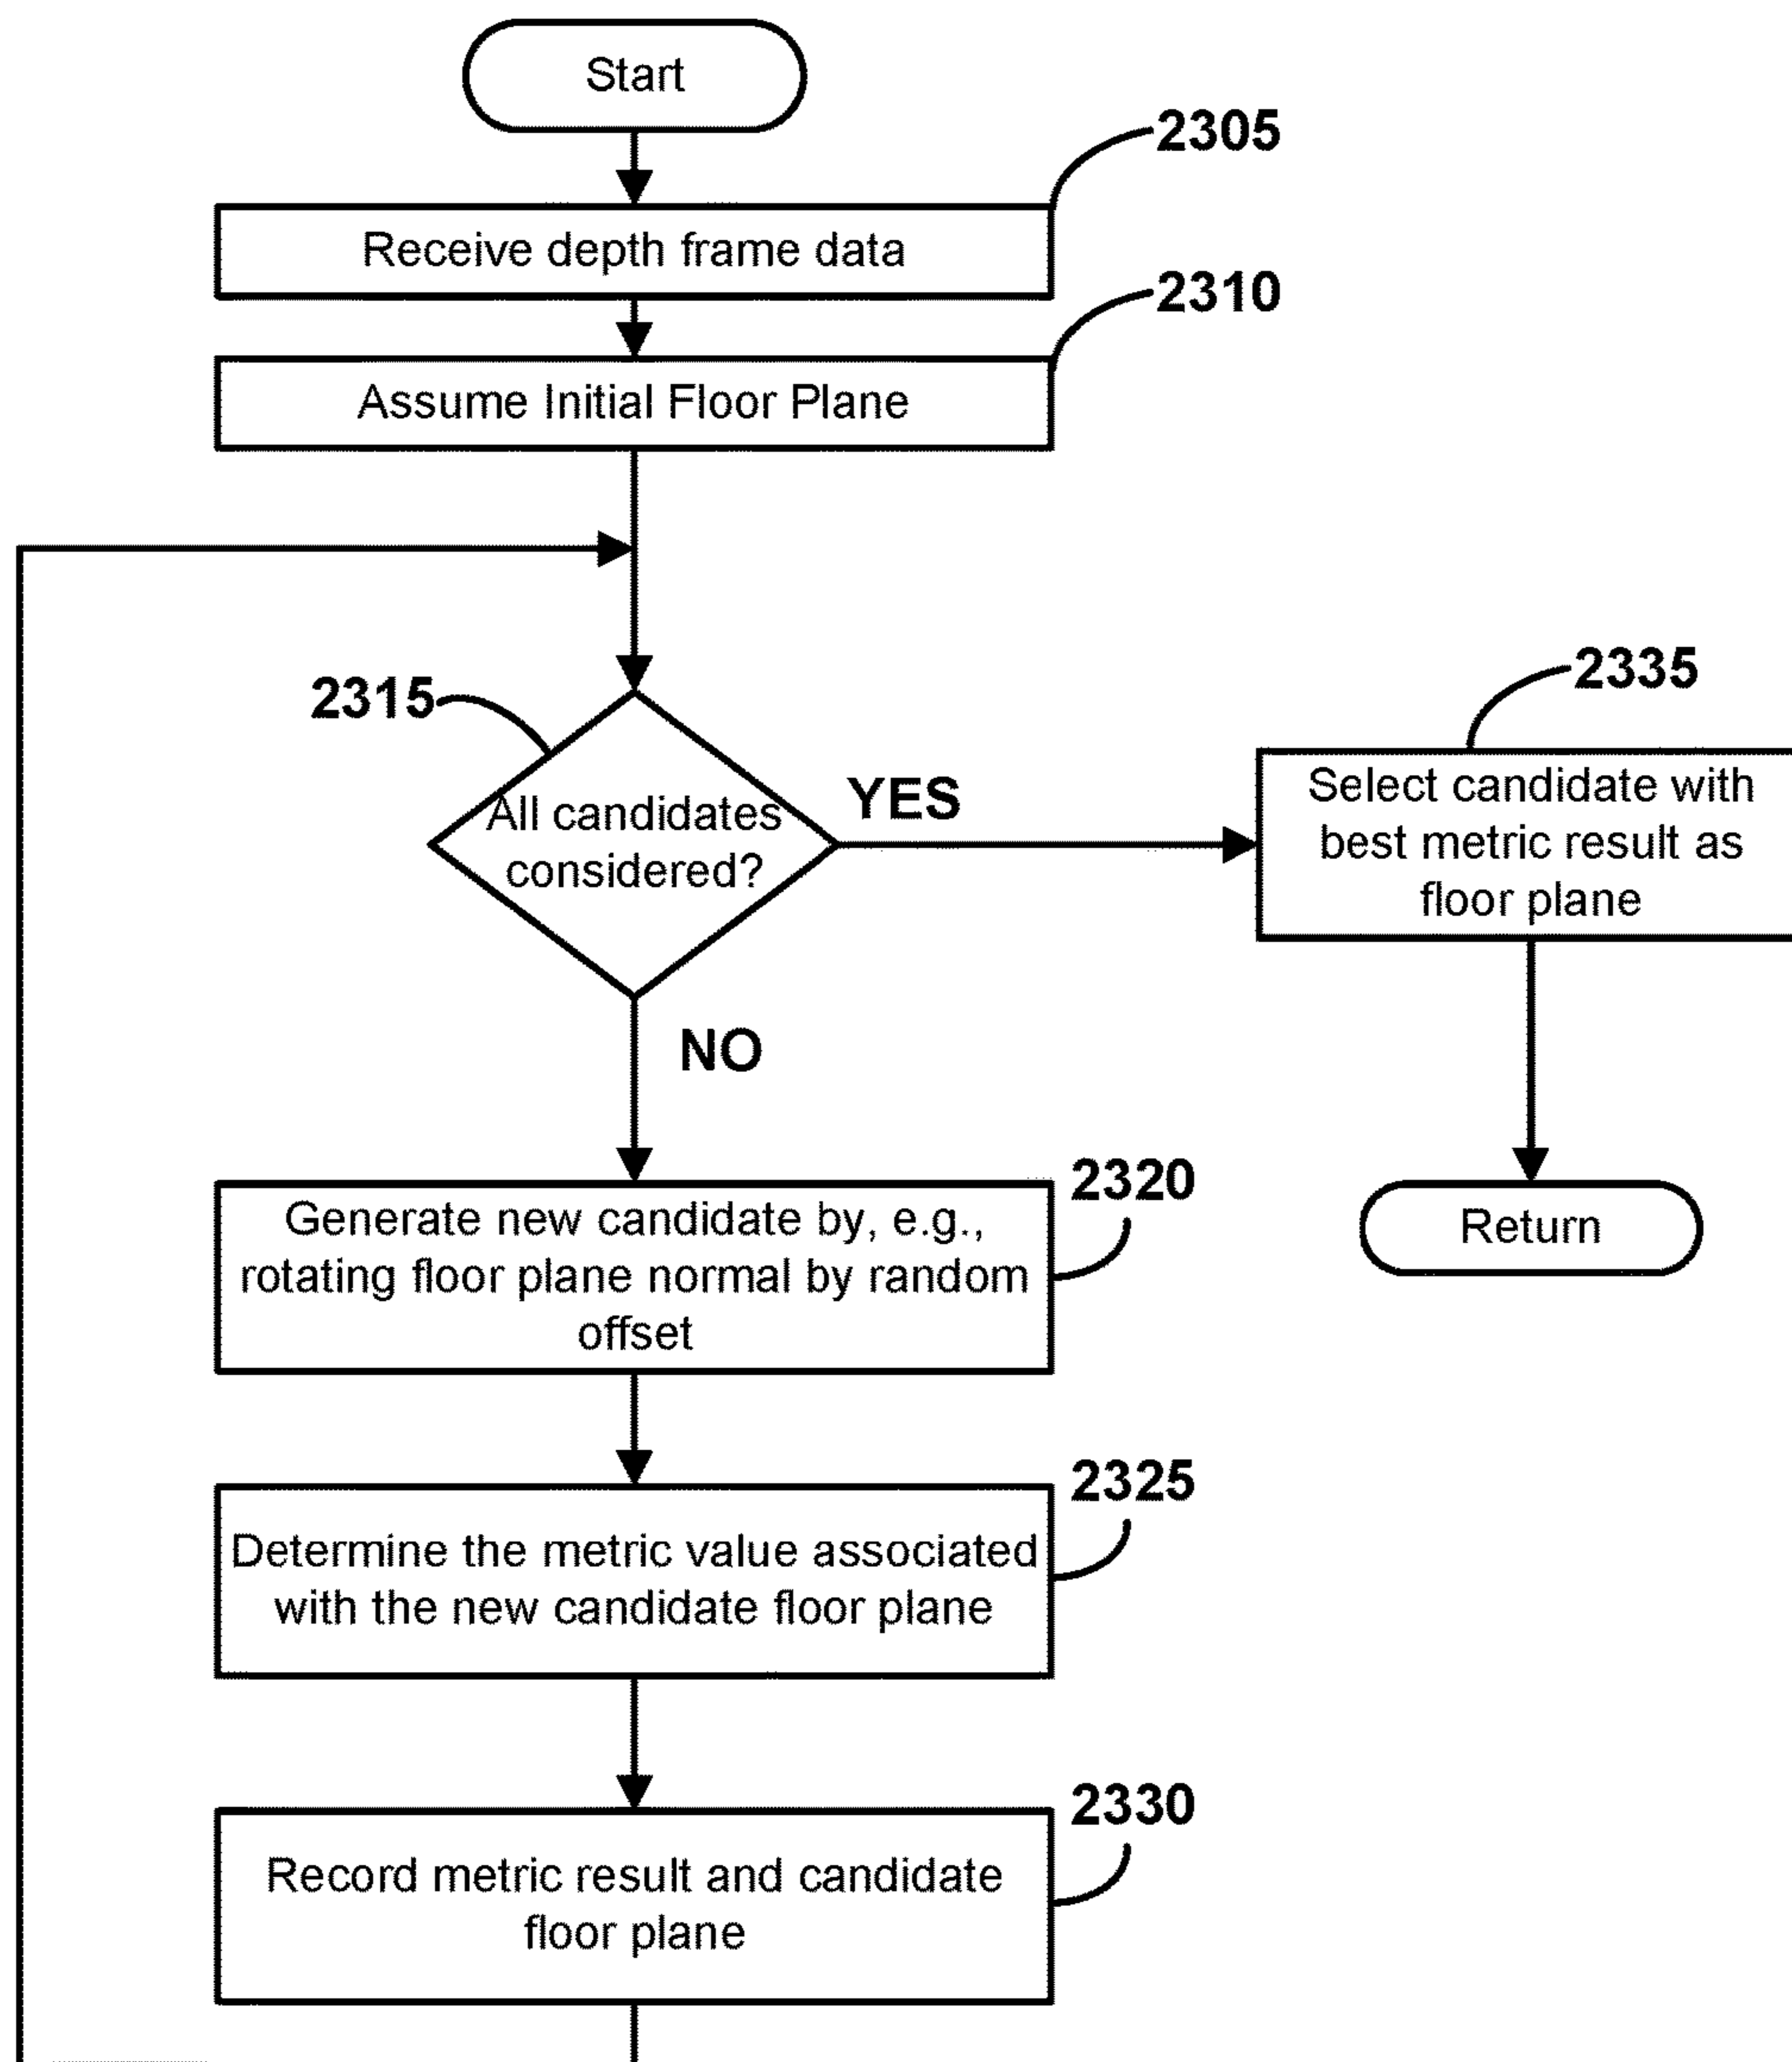 Start
2305
Receive depth frame data
2310
Assume Initial Floor Plane
2315
All candidates
considered?
YES
2335
Select candidate with
best metric result as
floor plane
NO
2320
Generate new candidate by, e.g.,
rotating floor plane normal by random
offset
Return
2325
Determine the metric value associated
with the new candidate floor plane
2330
Record metric result and candidate
floor plane